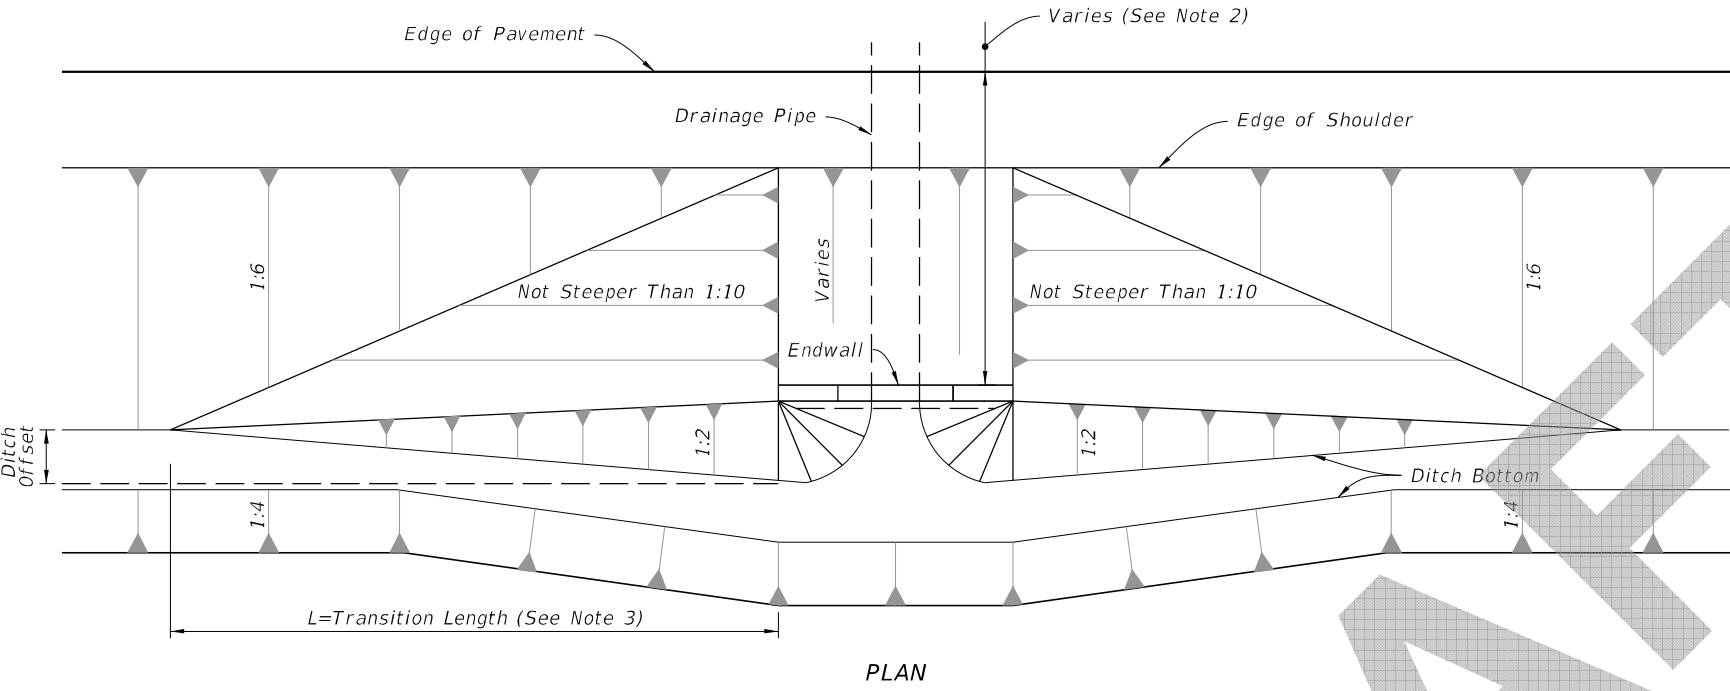 Varies (See Note 2)
Edge of Pavement
Drainage Pipe
Edge of Shoulder
1:6
Varies
1:6
Not Steeper Than 1:10
Not Steeper Than 1:10
Endwall
Ditch
Offset
1:2
1:2
Ditch Bottom
1:4
1:4
L=Transition Length (See Note 3)
PLAN